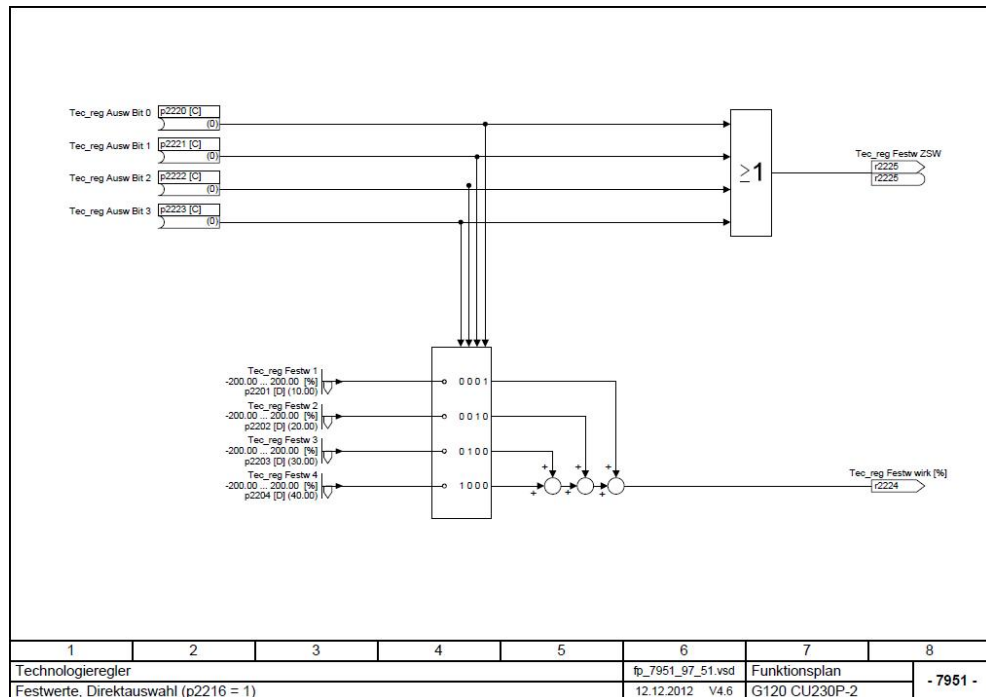 Tec_reg Ausw Bit 0 p2220 [C]
(0)
Tec_reg Ausw Bit 1 p2221 [C]
(0)
Tec_reg Ausw Bit 2 p2222 [C]
(0)
Tec_reg Ausw Bit 3 p2223 [C]
(0)
≥1
Tec_reg Festw ZSW
r2225
r2225
Tec_reg Festw 1
-200.00 ... 200.00 [%]
p2201 [D] (10.00)
0 0 0 1
Tec_reg Festw 2
-200.00 ... 200.00 [%]
p2202 [D] (20.00)
0 0 1 0
Tec_reg Festw 3
-200.00 ... 200.00 [%]
p2203 [D] (30.00)
0 1 0 0
Tec_reg Festw 4
-200.00 ... 200.00 [%]
p2204 [D] (40.00)
1 0 0 0
+ + +
+ + +
Tec_reg Festw wirk [%]
r2224
1 2 3 4 5 6 7 8
Technologieregler fp_7951_97_51.vsd Funktionsplan
- 7951 -
Festwerte, Direktauswahl (p2216 = 1) 12.12.2012 V4.6 G120 CU230P-2